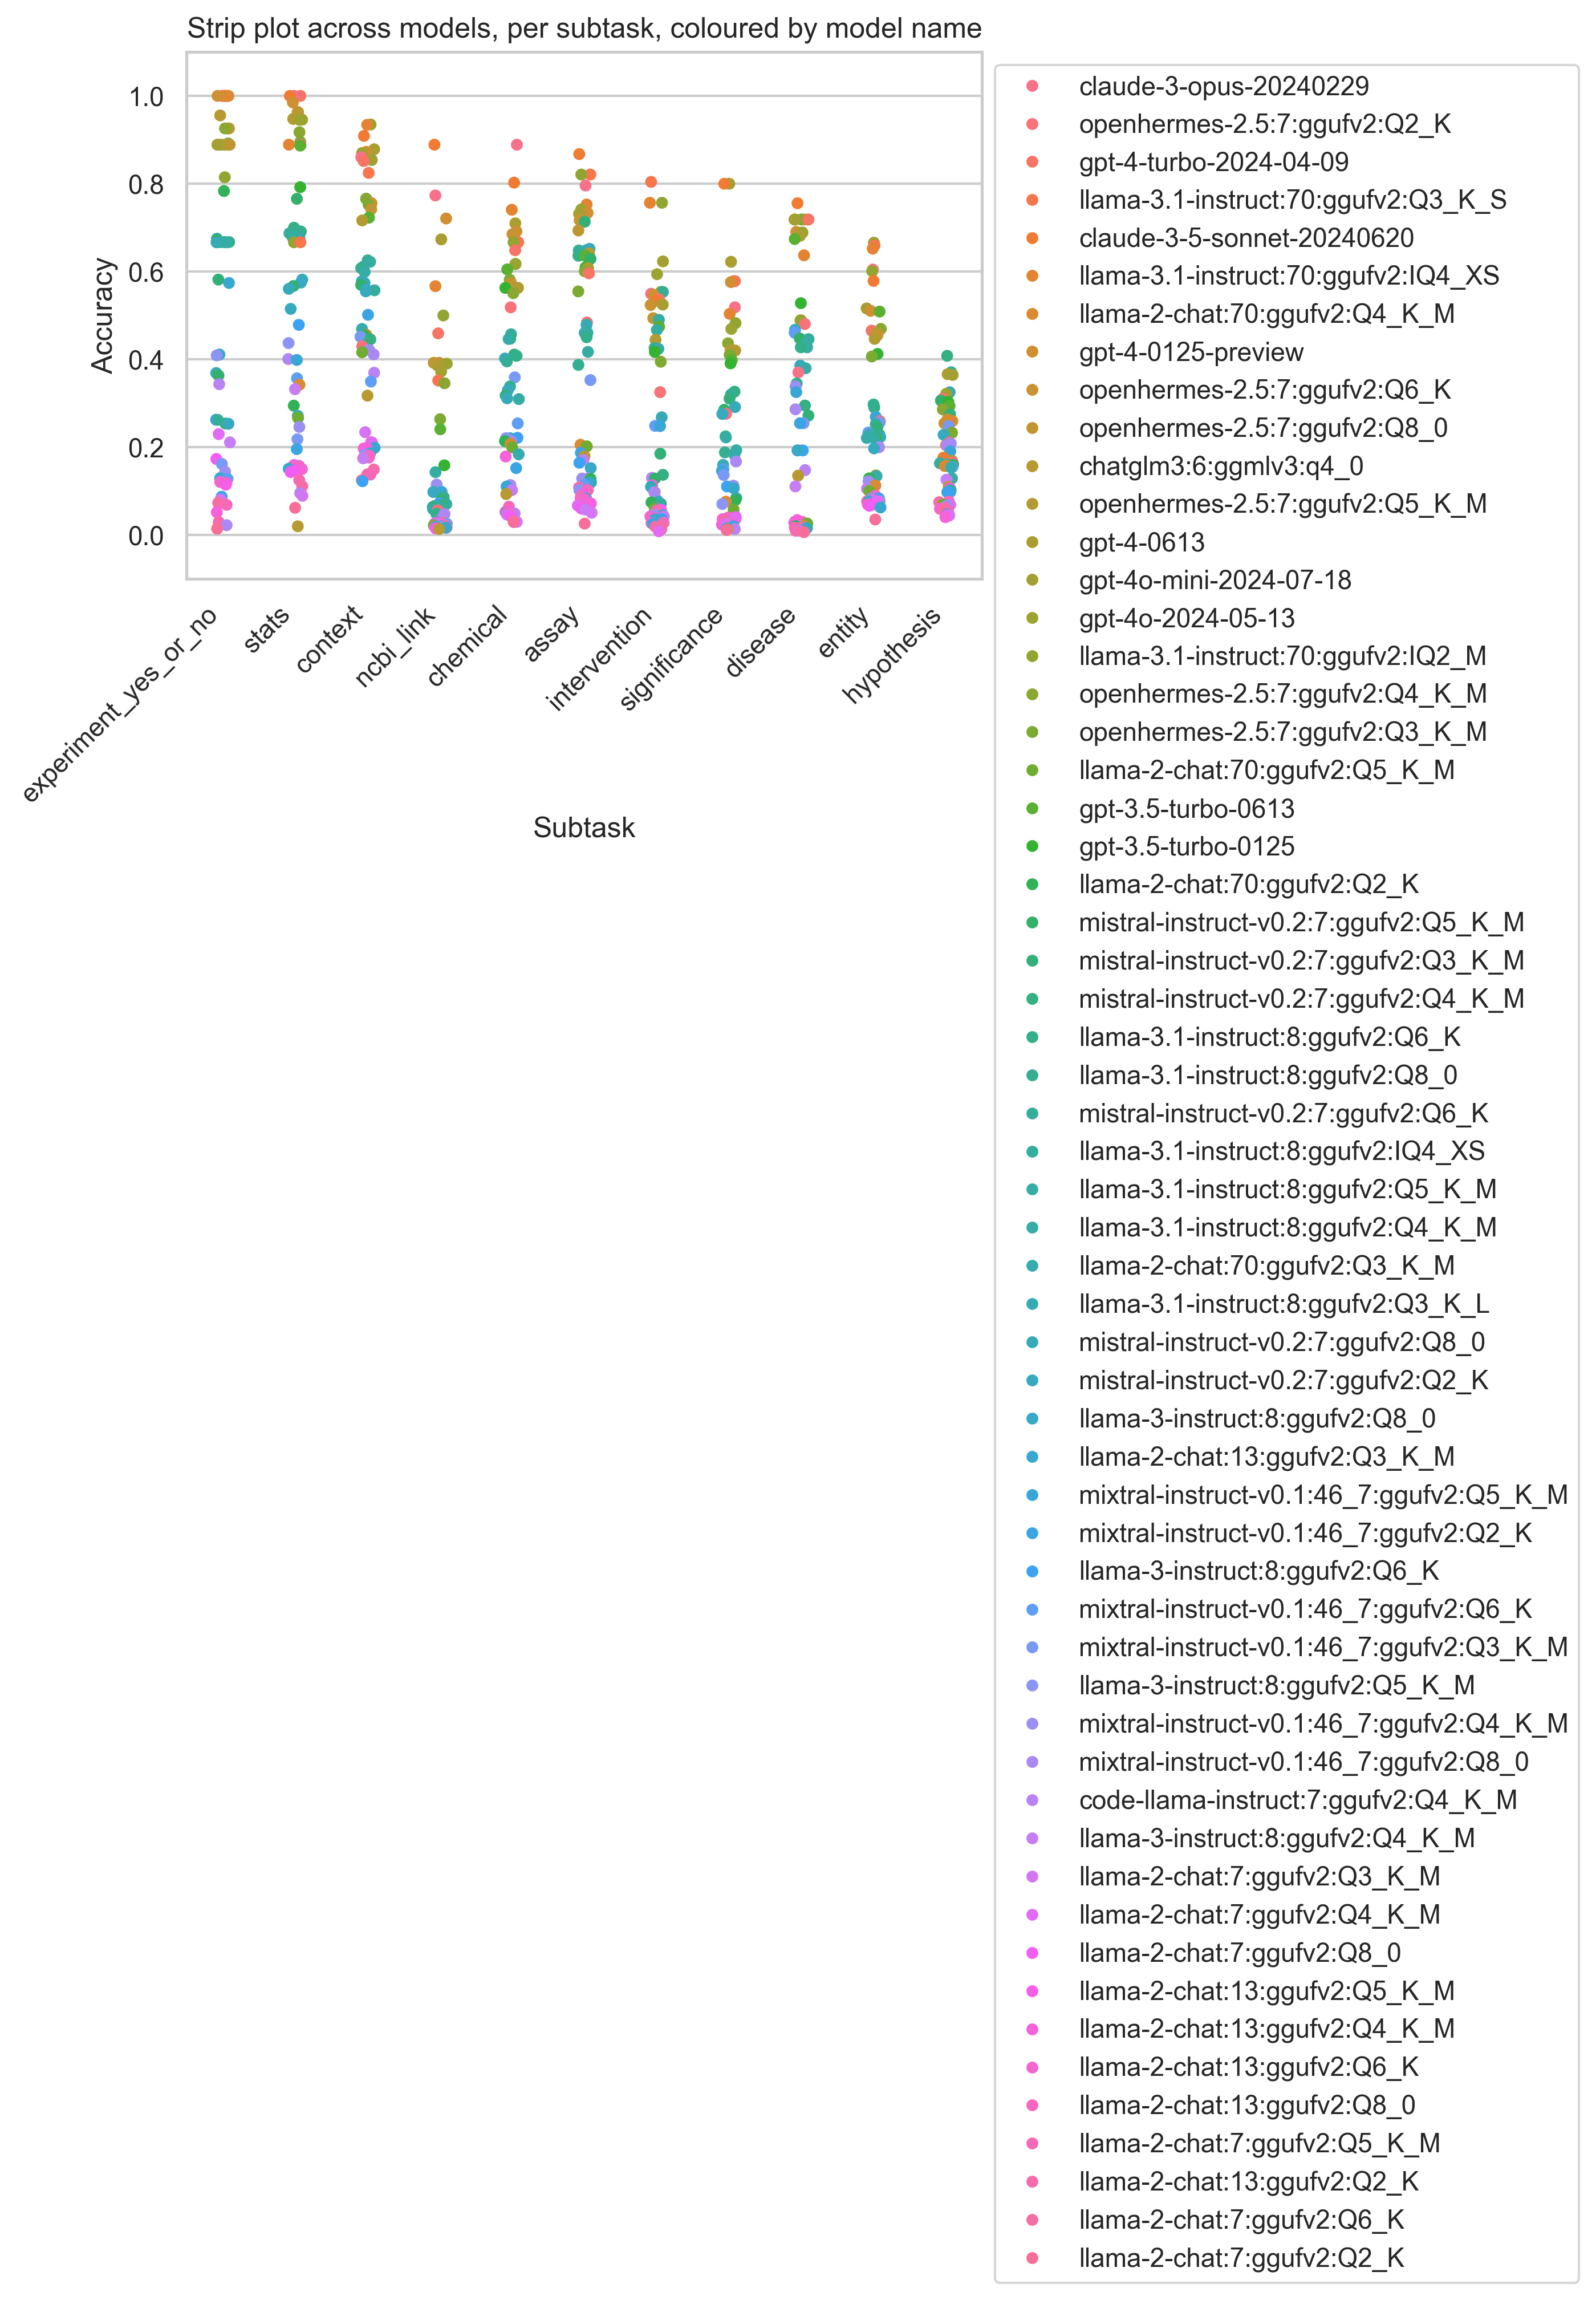 Strip plot across models, per subtask, coloured by model name
1.0
0.8
0.6
0.4
0.2
0.0
Accuracy
experiment_yes_or_no
stats
context
ncbi_link
chemical
assay
intervention
significance
disease
entity
hypothesis
Subtask
claude-3-opus-20240229
openhermes-2.5:7:ggufv2:Q2_K
gpt-4-turbo-2024-04-09
llama-3.1-instruct:70:ggufv2:Q3_K_S
claude-3-5-sonnet-20240620
llama-3.1-instruct:70:ggufv2:IQ4_XS
llama-2-chat:70:ggufv2:Q4_K_M
gpt-4-0125-preview
openhermes-2.5:7:ggufv2:Q6_K
openhermes-2.5:7:ggufv2:Q8_0
chatglm3:6:ggmlv3:q4_0
openhermes-2.5:7:ggufv2:Q5_K_M
gpt-4-0613
gpt-4o-mini-2024-07-18
gpt-4o-2024-05-13
llama-3.1-instruct:70:ggufv2:IQ2_M
openhermes-2.5:7:ggufv2:Q4_K_M
openhermes-2.5:7:ggufv2:Q3_K_M
llama-2-chat:70:ggufv2:Q5_K_M
gpt-3.5-turbo-0613
gpt-3.5-turbo-0125
llama-2-chat:70:ggufv2:Q2_K
mistral-instruct-v0.2:7:ggufv2:Q5_K_M
mistral-instruct-v0.2:7:ggufv2:Q3_K_M
mistral-instruct-v0.2:7:ggufv2:Q4_K_M
llama-3.1-instruct:8:ggufv2:Q6_K
llama-3.1-instruct:8:ggufv2:Q8_0
mistral-instruct-v0.2:7:ggufv2:Q6_K
llama-3.1-instruct:8:ggufv2:IQ4_XS
llama-3.1-instruct:8:ggufv2:Q5_K_M
llama-3.1-instruct:8:ggufv2:Q4_K_M
llama-2-chat:70:ggufv2:Q3_K_M
llama-3.1-instruct:8:ggufv2:Q3_K_L
mistral-instruct-v0.2:7:ggufv2:Q8_0
mistral-instruct-v0.2:7:ggufv2:Q2_K
llama-3-instruct:8:ggufv2:Q8_0
llama-2-chat:13:ggufv2:Q3_K_M
mixtral-instruct-v0.1:46_7:ggufv2:Q5_K_M
mixtral-instruct-v0.1:46_7:ggufv2:Q2_K
llama-3-instruct:8:ggufv2:Q6_K
mixtral-instruct-v0.1:46_7:ggufv2:Q6_K
mixtral-instruct-v0.1:46_7:ggufv2:Q3_K_M
llama-3-instruct:8:ggufv2:Q5_K_M
mixtral-instruct-v0.1:46_7:ggufv2:Q4_K_M
mixtral-instruct-v0.1:46_7:ggufv2:Q8_0
code-llama-instruct:7:ggufv2:Q4_K_M
llama-3-instruct:8:ggufv2:Q4_K_M
llama-2-chat:7:ggufv2:Q3_K_M
llama-2-chat:7:ggufv2:Q4_K_M
llama-2-chat:7:ggufv2:Q8_0
llama-2-chat:13:ggufv2:Q5_K_M
llama-2-chat:13:ggufv2:Q4_K_M
llama-2-chat:13:ggufv2:Q6_K
llama-2-chat:13:ggufv2:Q8_0
llama-2-chat:7:ggufv2:Q5_K_M
llama-2-chat:13:ggufv2:Q2_K
llama-2-chat:7:ggufv2:Q6_K
llama-2-chat:7:ggufv2:Q2_K